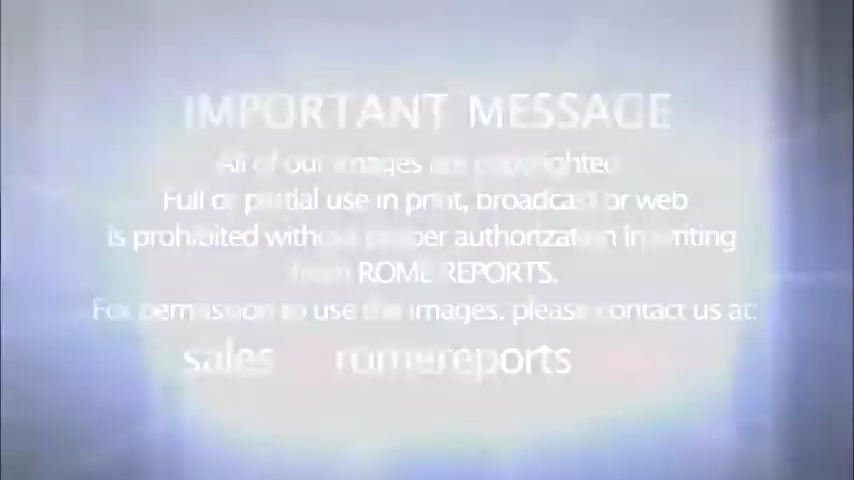 IMPORTANT MESSAGE
All of our images are copyrighted
Full or partial use in print, broadcast or web
is prohibited without proper authorization in writing
from ROME REPORTS.
For permission to use the images, please contact us at:
sales romereports